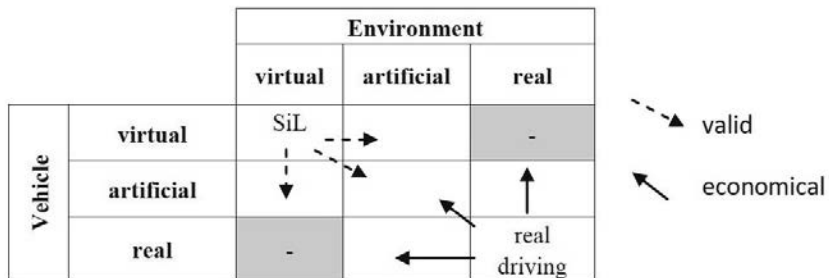 Environment
virtual artificial real
Vehicle
virtual SiL -
valid
artificial
economical
real - real
driving